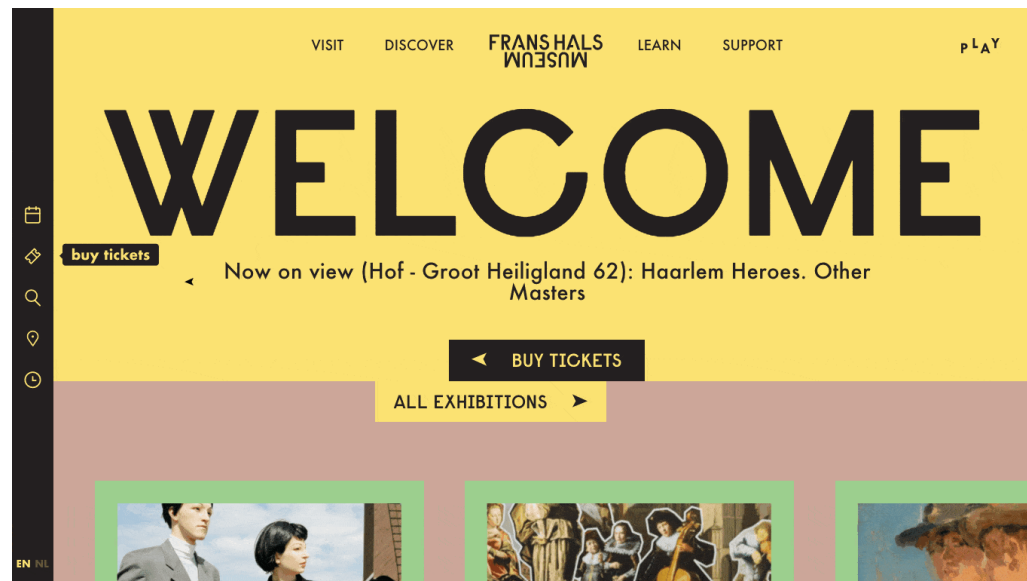 VISIT DISCOVER FRANS HALS MUSEUM LEARN SUPPORT PLAY
WELCOME
buy tickets
Now on view (Hof - Groot Heiligland 62): Haarlem Heroes. Other
Masters
BUY TICKETS
ALL EXHIBITIONS
EN NL